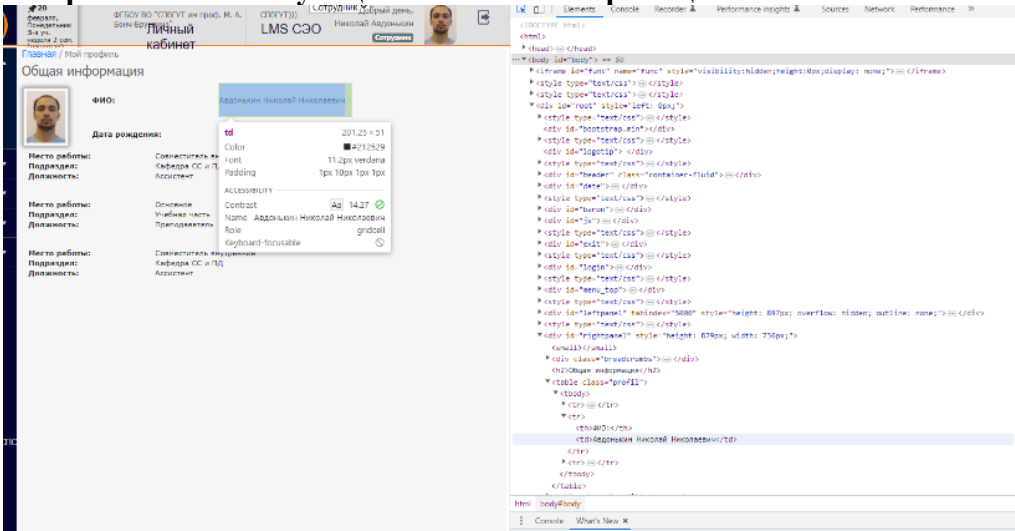 20
февраля,
Понедельник
3-я уч.
неделя 2 сем.
ФГБОУ ВО "СПбГУТ им проф. М. А.
Личный
кабинет
СПбГУТ)))
LMS СЭО
Сотрудник
Добрый день,
Николай Авдонькин
Сотрудник
Главная / Мой профиль
Общая информация
ФИО:
Авдонькин Николай Николаевич
Дата рождения:
td 201.25 × 51
Color #212529
Font 11.2px verdana
Padding 1px 10px 1px 1px
ACCESSIBILITY
Contrast Aa 14.27
Name Авдонькин Николай Николаевич
Role gridcell
Keyboard-focusable
Место работы: Совместитель
Подраздел: Кафедра СС и ПД
Должность: Ассистент
Место работы: Основное
Подраздел: Учебная часть
Должность: Преподаватель
Место работы: Совместитель внутренний
Подраздел: Кафедра СС и ПД
Должность: Ассистент
Elements Console Recorder Performance insights Sources Network Performance »
<!DOCTYPE html>
<html>
<head> </head>
<body id="body"> == $0
<iframe id="func" name="func" style="visibility:hidden;height:0px;display: none;"> </iframe>
<style type="text/css"> </style>
<style type="text/css"> </style>
<div id="root" style="left: 0px;">
<style type="text/css"> </style>
<div id="bootstrap.min"></div>
<style type="text/css"> </style>
<div id="logotip"> </div>
<style type="text/css"> </style>
<div id="header" class="container-fluid"> </div>
<div id="date"> </div>
<style type="text/css"> </style>
<div id="baron"> </div>
<div id="js"> </div>
<style type="text/css"> </style>
<div id="exit"> </div>
<div id="login"> </div>
<style type="text/css"> </style>
<div id="menu_top"> </div>
<style type="text/css"> </style>
<div id="leftpanel" tabindex="5000" style="height: 897px; overflow: hidden; outline: none;"> </div>
<style type="text/css"> </style>
<div id="rightpanel" style="height: 879px; width: 736px;">
<small></small>
<div class="breadcrumbs"> </div>
<h2>Общая информация</h2>
<table class="profil">
<tbody>
<tr> </tr>
<tr>
<th>ФИО:</th>
<td>Авдонькин Николай Николаевич</td>
</tr>
<tr> </tr>
</tbody>
</table>
html body#body
Console What's New ×